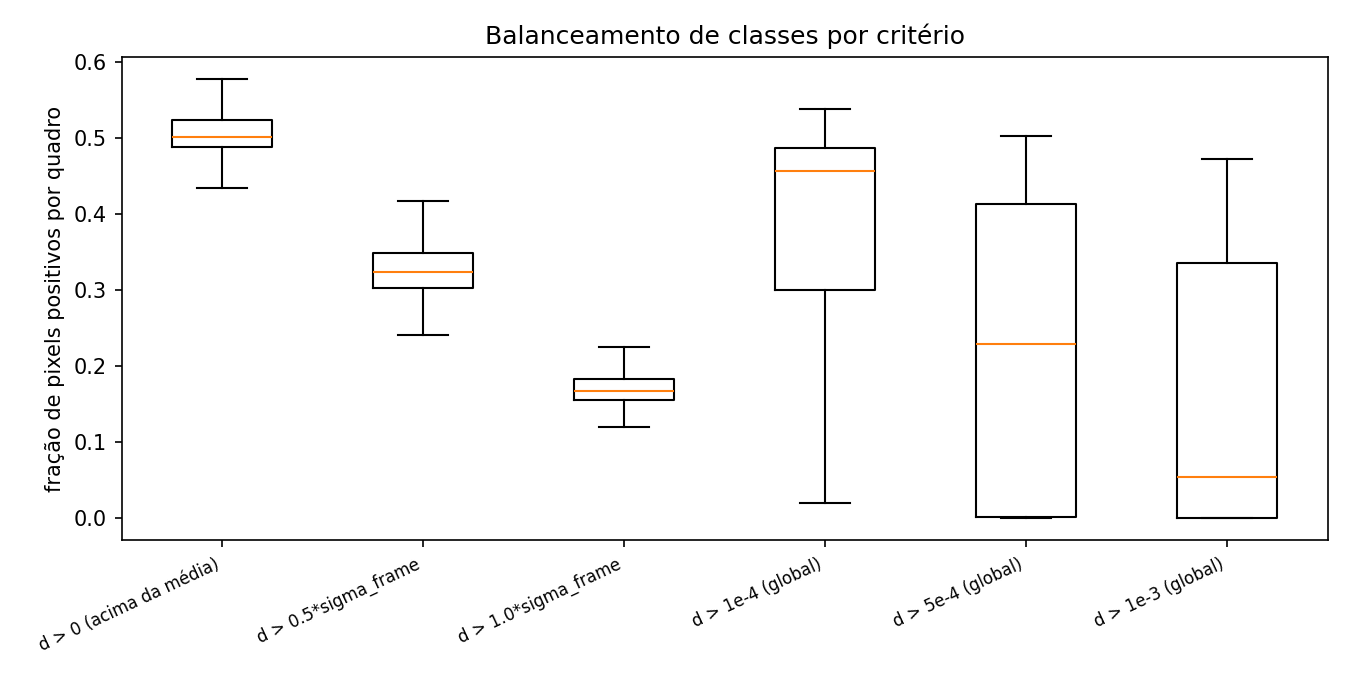 Balanceamento de classes por critério
fração de pixels positivos por quadro
0.6
0.5
0.4
0.3
0.2
0.1
0.0
d > 0 (acima da média)
d > 0.5*sigma_frame
d > 1.0*sigma_frame
d > 1e-4 (global)
d > 5e-4 (global)
d > 1e-3 (global)